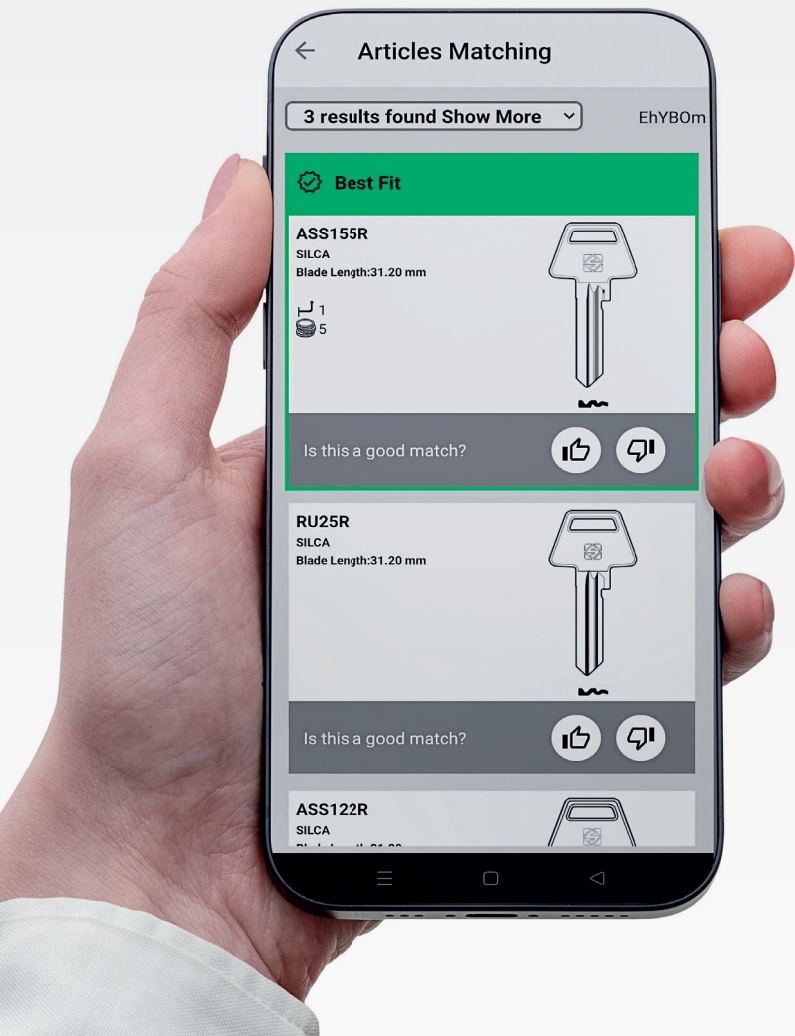 Articles Matching
3 results found Show More
EhYBOm
Best Fit
ASS155R
SILCA
Blade Length:31.20 mm
1
5
Is this a good match?
RU25R
SILCA
Blade Length:31.20 mm
Is this a good match?
ASS122R
SILCA